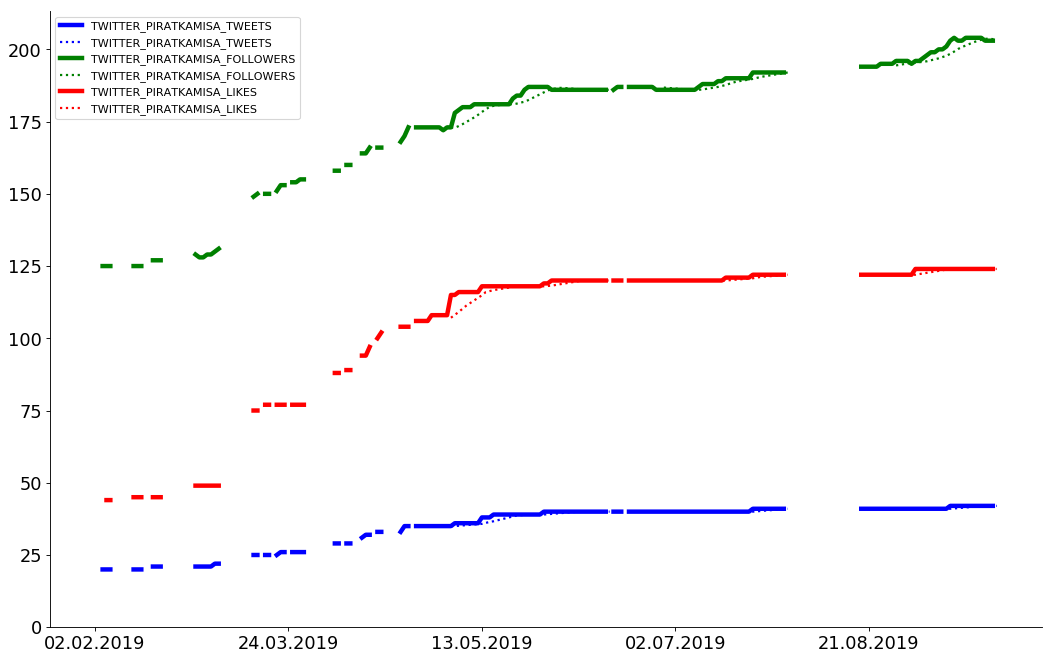 TWITTER_PIRATKAMISA_TWEETS
TWITTER_PIRATKAMISA_TWEETS
TWITTER_PIRATKAMISA_FOLLOWERS
TWITTER_PIRATKAMISA_FOLLOWERS
TWITTER_PIRATKAMISA_LIKES
TWITTER_PIRATKAMISA_LIKES
200
175
150
125
100
75
50
25
0
02.02.2019 24.03.2019 13.05.2019 02.07.2019 21.08.2019